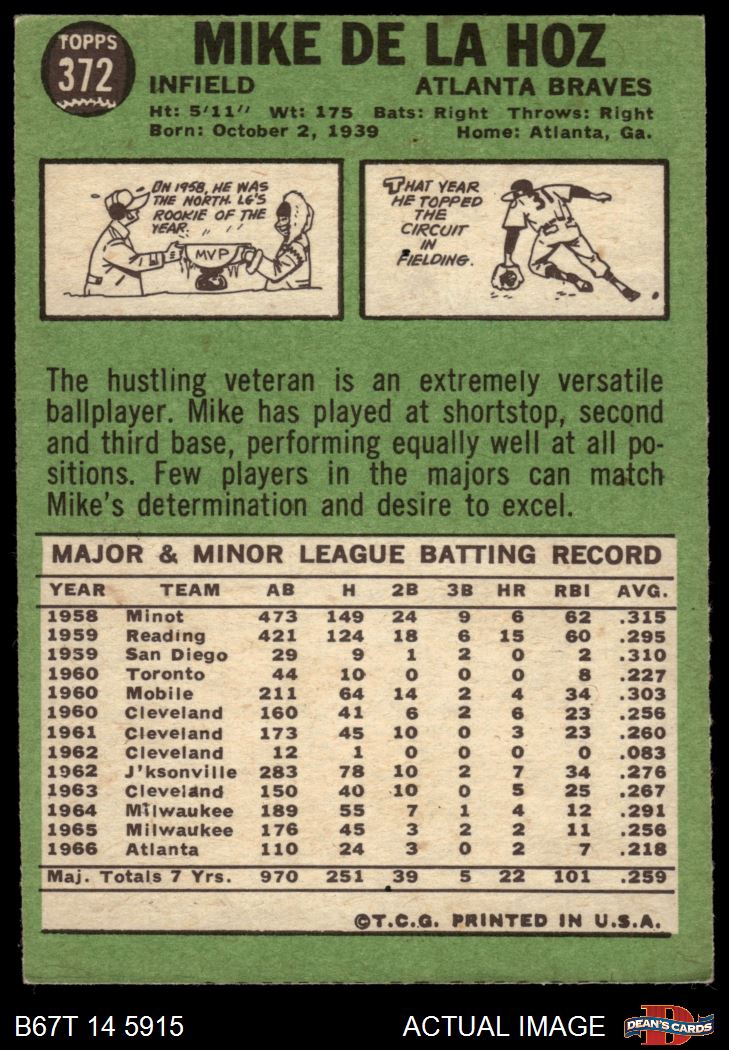 TOPPS
372
MIKE DE LA HOZ
INFIELD ATLANTA BRAVES
Ht: 5'11" Wt: 175 Bats: Right Throws: Right
Born: October 2, 1939 Home: Atlanta, Ga.
IN 1958, HE WAS
THE NORTH. LG'S
ROOKIE OF THE
YEAR.
MVP
THAT YEAR
HE TOPPED
THE
CIRCUIT
IN
FIELDING.
The hustling veteran is an extremely versatile
ballplayer. Mike has played at shortstop, second
and third base, performing equally well at all po-
sitions. Few players in the majors can match
Mike's determination and desire to excel.
MAJOR & MINOR LEAGUE BATTING RECORD
YEAR TEAM AB H 2B 3B HR RBI AVG.
1958 Minot 473 149 24 9 6 62 .315
1959 Reading 421 124 18 6 15 60 .295
1959 San Diego 29 9 1 2 0 2 .310
1960 Toronto 44 10 0 0 0 8 .227
1960 Mobile 211 64 14 2 4 34 .303
1960 Cleveland 160 41 6 2 6 23 .256
1961 Cleveland 173 45 10 0 3 23 .260
1962 Cleveland 12 1 0 0 0 0 .083
1962 J'ksonville 283 78 10 2 7 34 .276
1963 Cleveland 150 40 10 0 5 25 .267
1964 Milwaukee 189 55 7 1 4 12 .291
1965 Milwaukee 176 45 3 2 2 11 .256
1966 Atlanta 110 24 3 0 2 7 .218
Maj. Totals 7 Yrs. 970 251 39 5 22 101 .259
©T.C.G. PRINTED IN U.S.A.
B67T 14 5915 ACTUAL IMAGE D DEAN'S CARDS